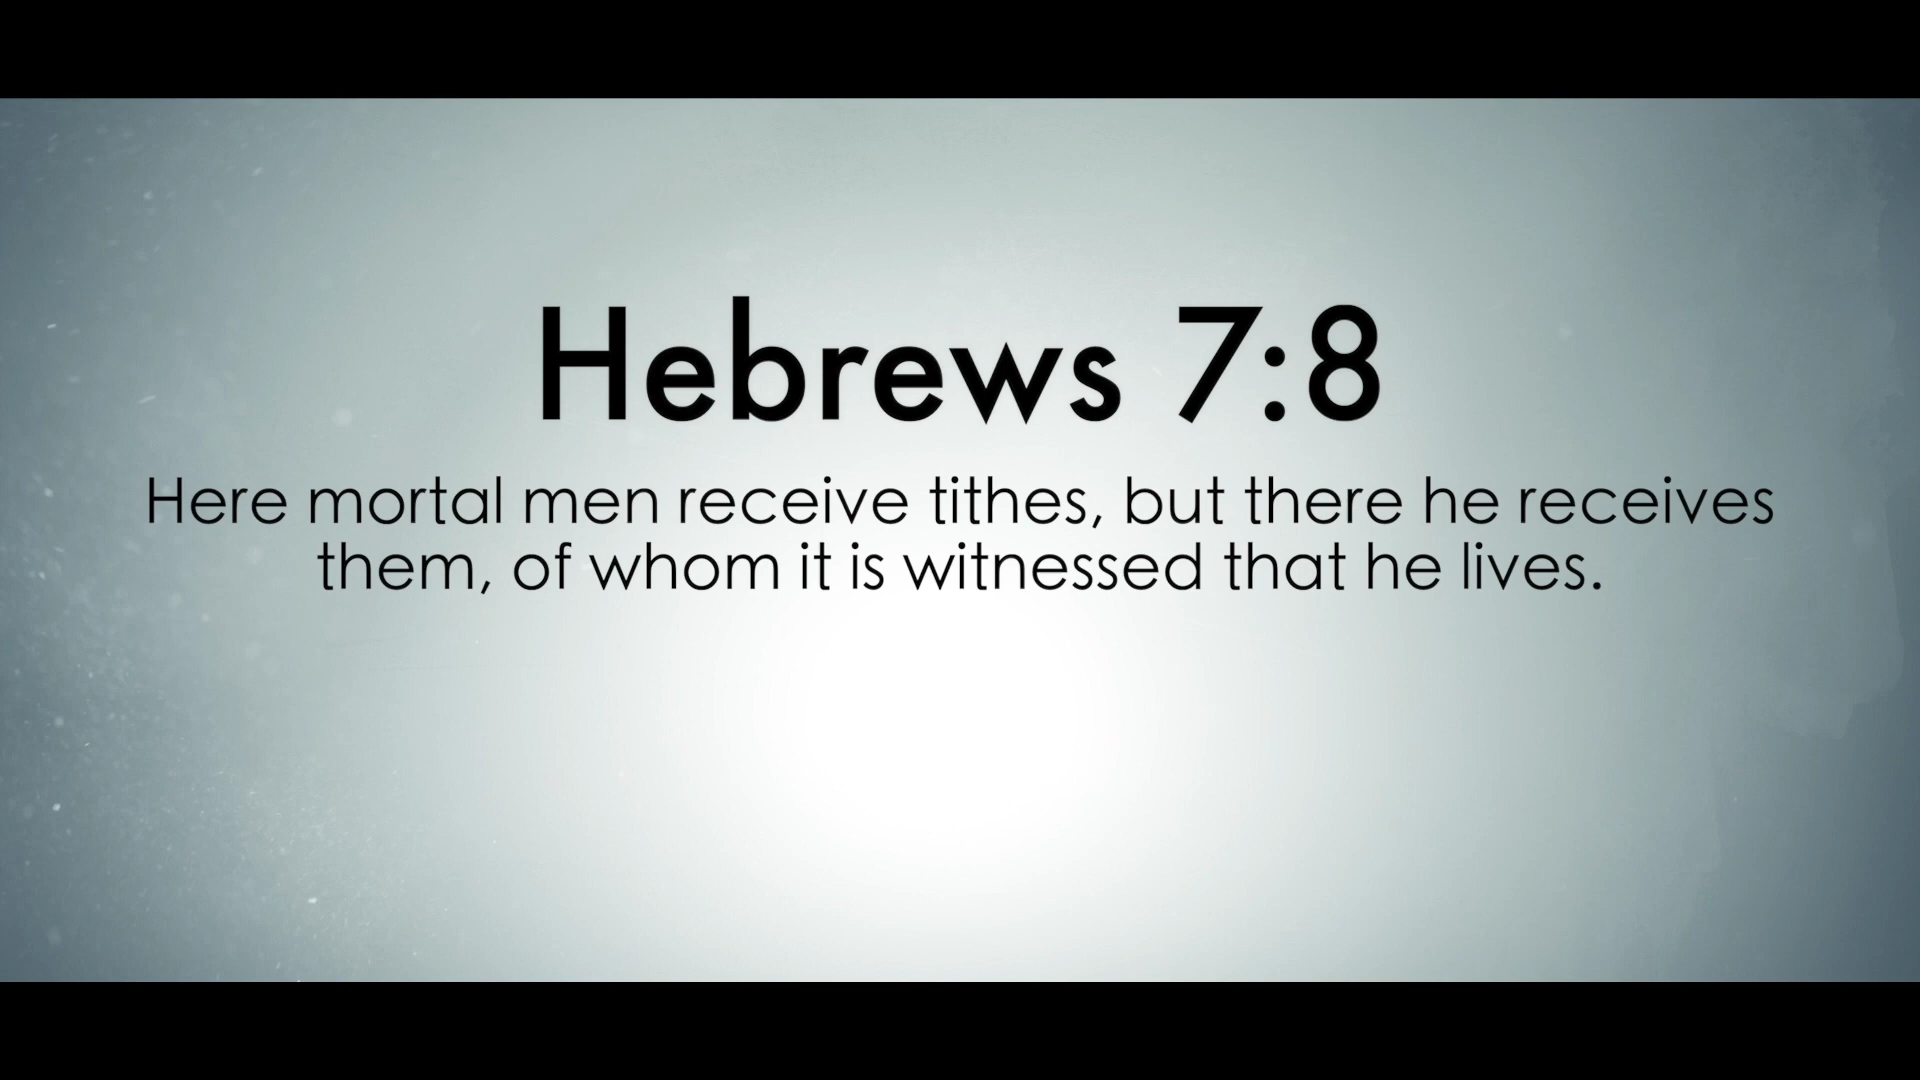 Hebrews 7:8
Here mortal men receive tithes, but there he receives
them, of whom it is witnessed that he lives.